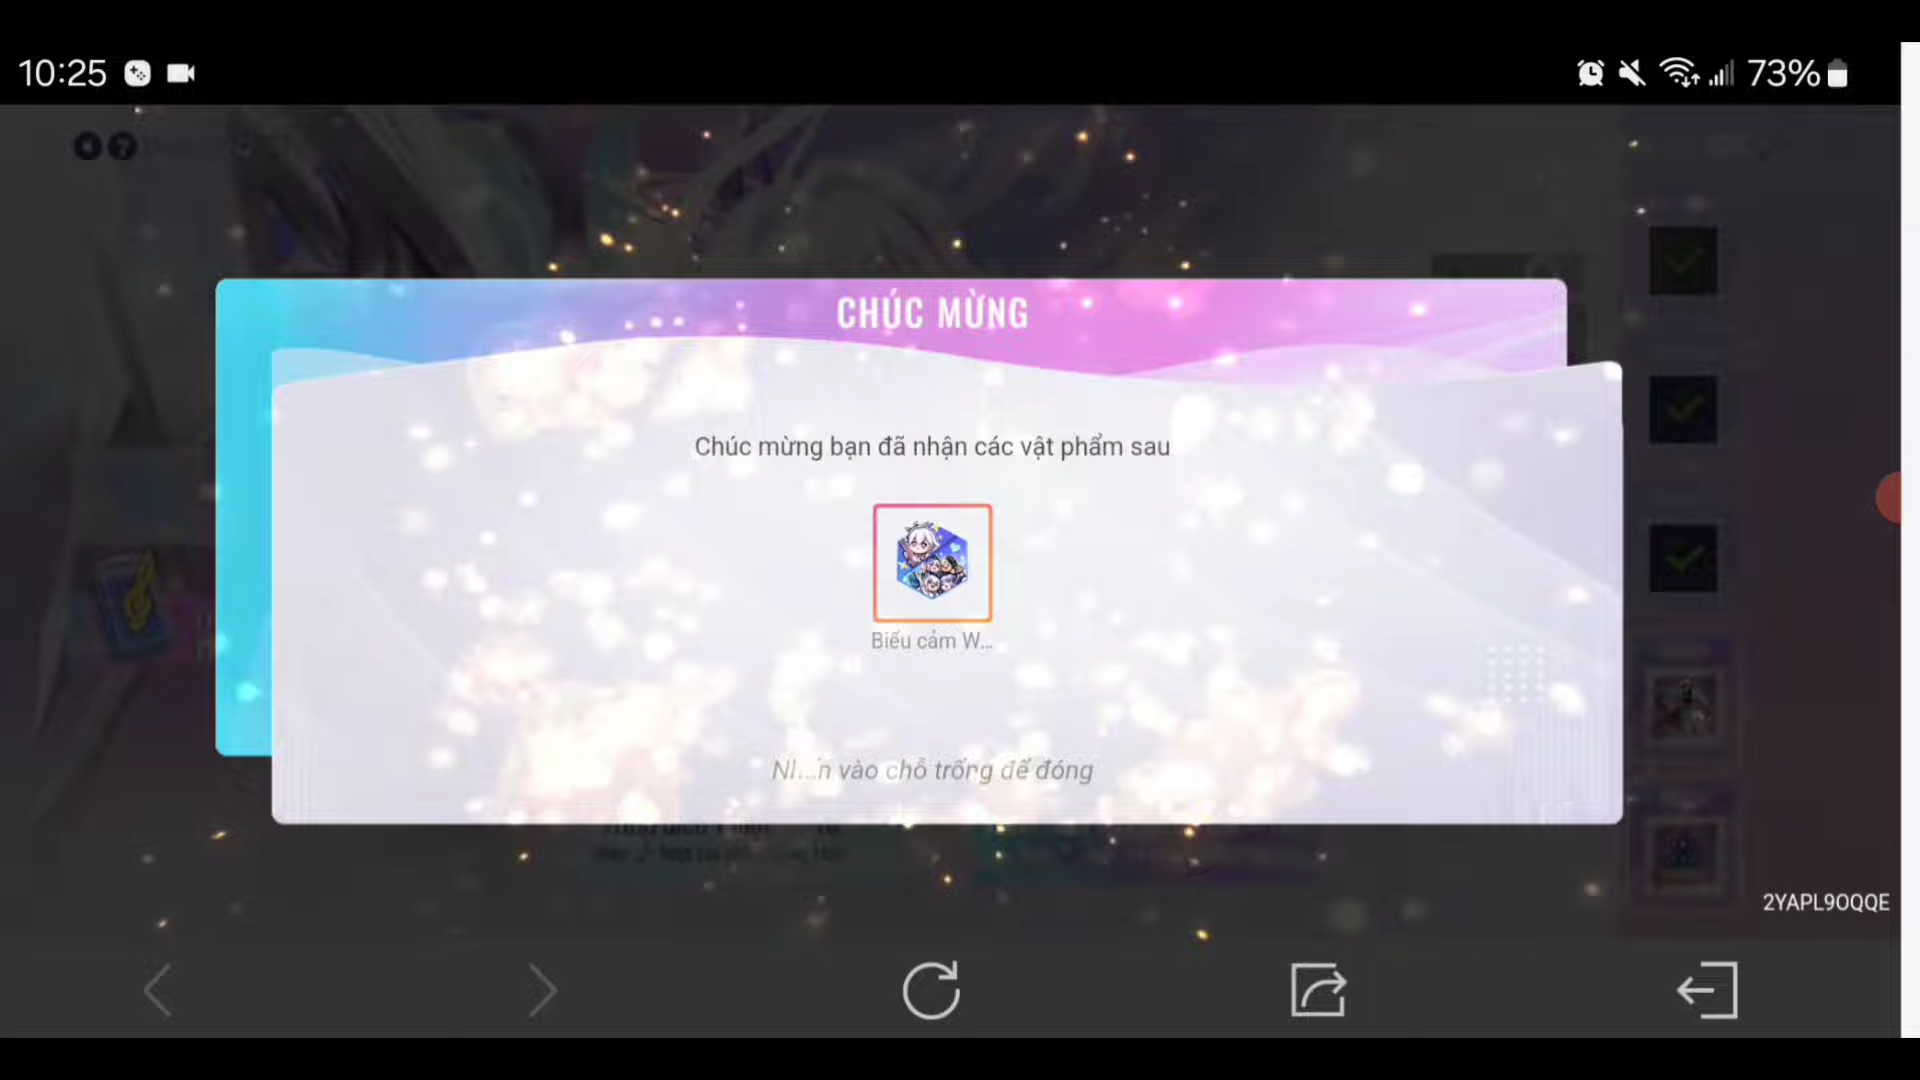 10:25
73%
CHÚC MỪNG
Chúc mừng bạn đã nhận các vật phẩm sau
Biểu cảm W...
vào chỗ trống để đóng
2YAPL9OQQE